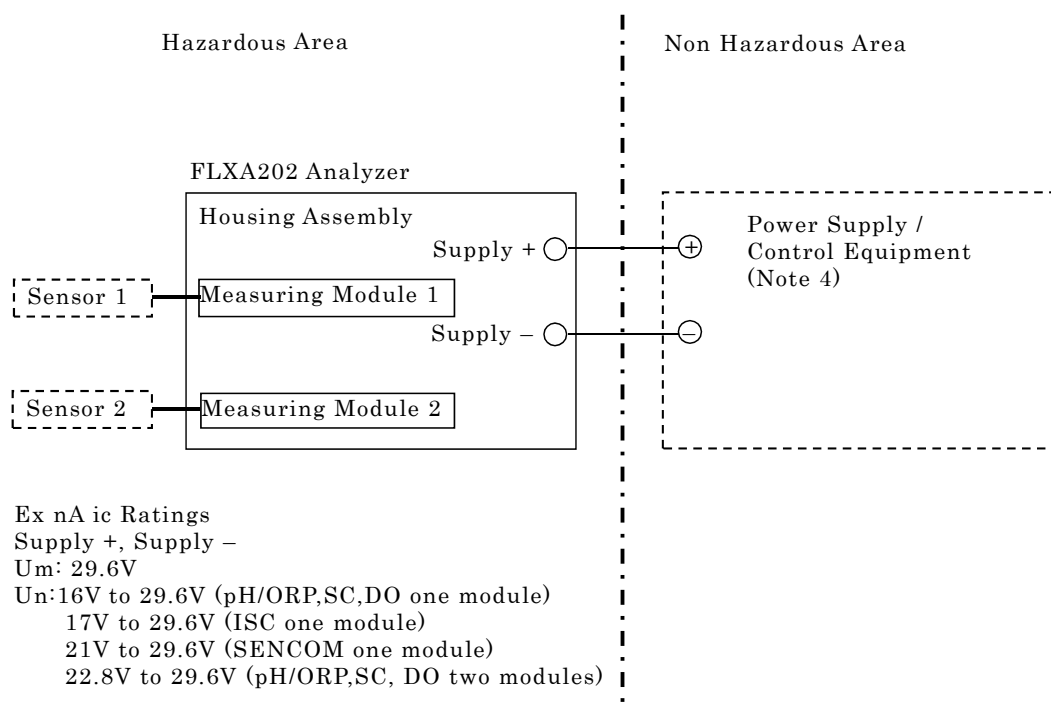 Hazardous Area
Non Hazardous Area
FLXA202 Analyzer
Housing Assembly
Supply +
+
Power Supply /
Control Equipment
(Note 4)
Sensor 1
Measuring Module 1
Supply –
–
Sensor 2
Measuring Module 2
Ex nA ic Ratings
Supply +, Supply –
Um: 29.6V
Un:16V to 29.6V (pH/ORP,SC,DO one module)
17V to 29.6V (ISC one module)
21V to 29.6V (SENCOM one module)
22.8V to 29.6V (pH/ORP,SC, DO two modules)